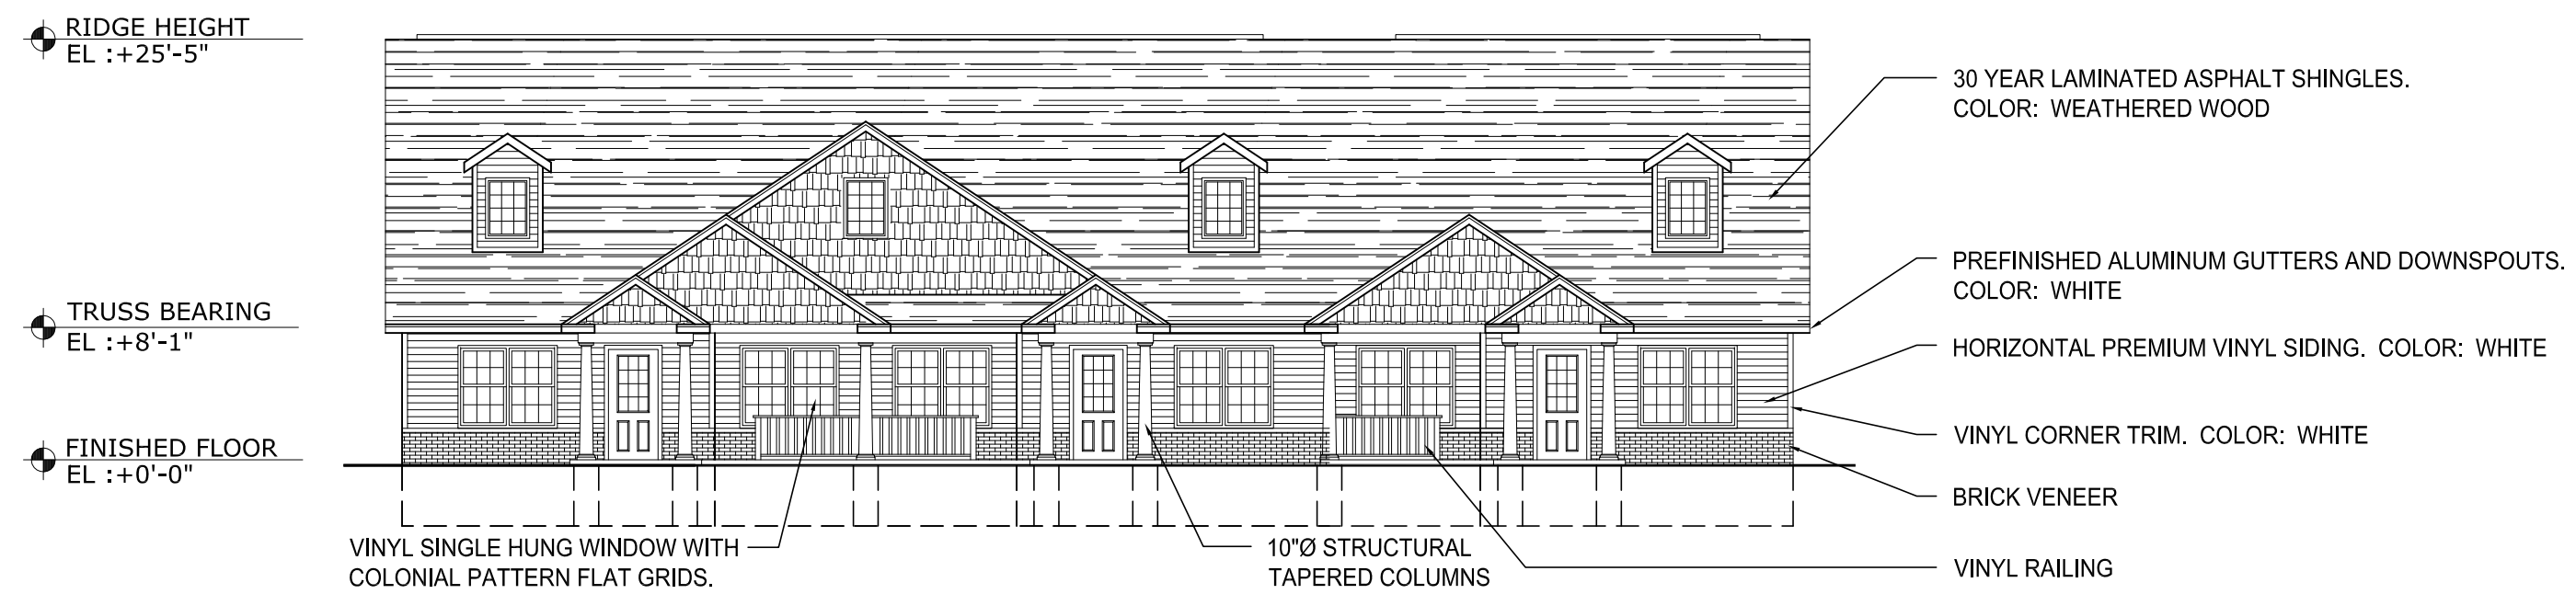 RIDGE HEIGHT
EL :+25'-5"
TRUSS BEARING
EL :+8'-1"
FINISHED FLOOR
EL :+0'-0"
30 YEAR LAMINATED ASPHALT SHINGLES.
COLOR: WEATHERED WOOD
PREFINISHED ALUMINUM GUTTERS AND DOWNSPOUTS.
COLOR: WHITE
HORIZONTAL PREMIUM VINYL SIDING. COLOR: WHITE
VINYL CORNER TRIM. COLOR: WHITE
BRICK VENEER
VINYL RAILING
VINYL SINGLE HUNG WINDOW WITH
COLONIAL PATTERN FLAT GRIDS.
10"Ø STRUCTURAL
TAPERED COLUMNS